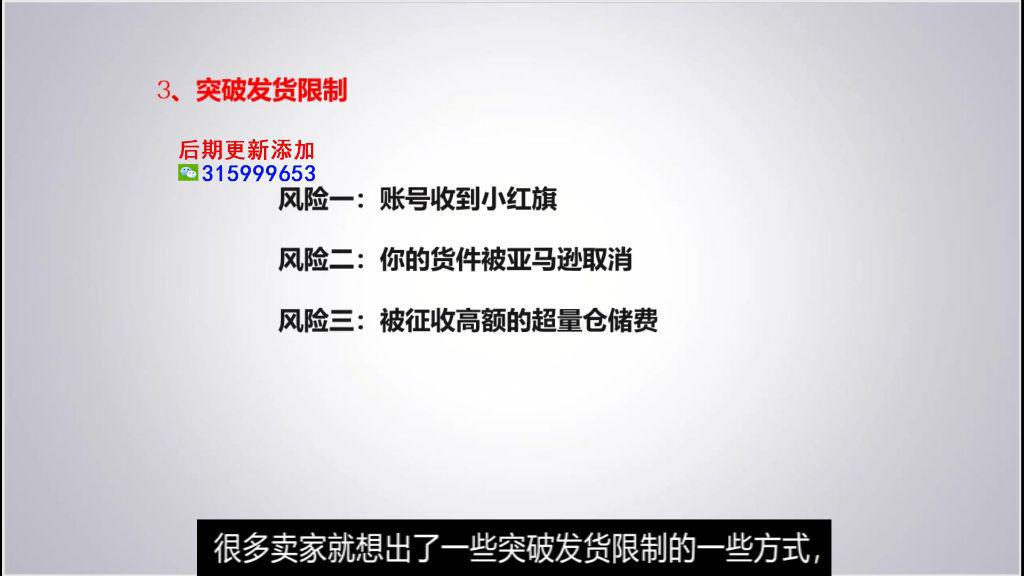 3、突破发货限制
后期更新添加
315999653
风险一：账号收到小红旗
风险二：你的货件被亚马逊取消
风险三：被征收高额的超量仓储费
很多卖家就想出了一些突破发货限制的一些方式，